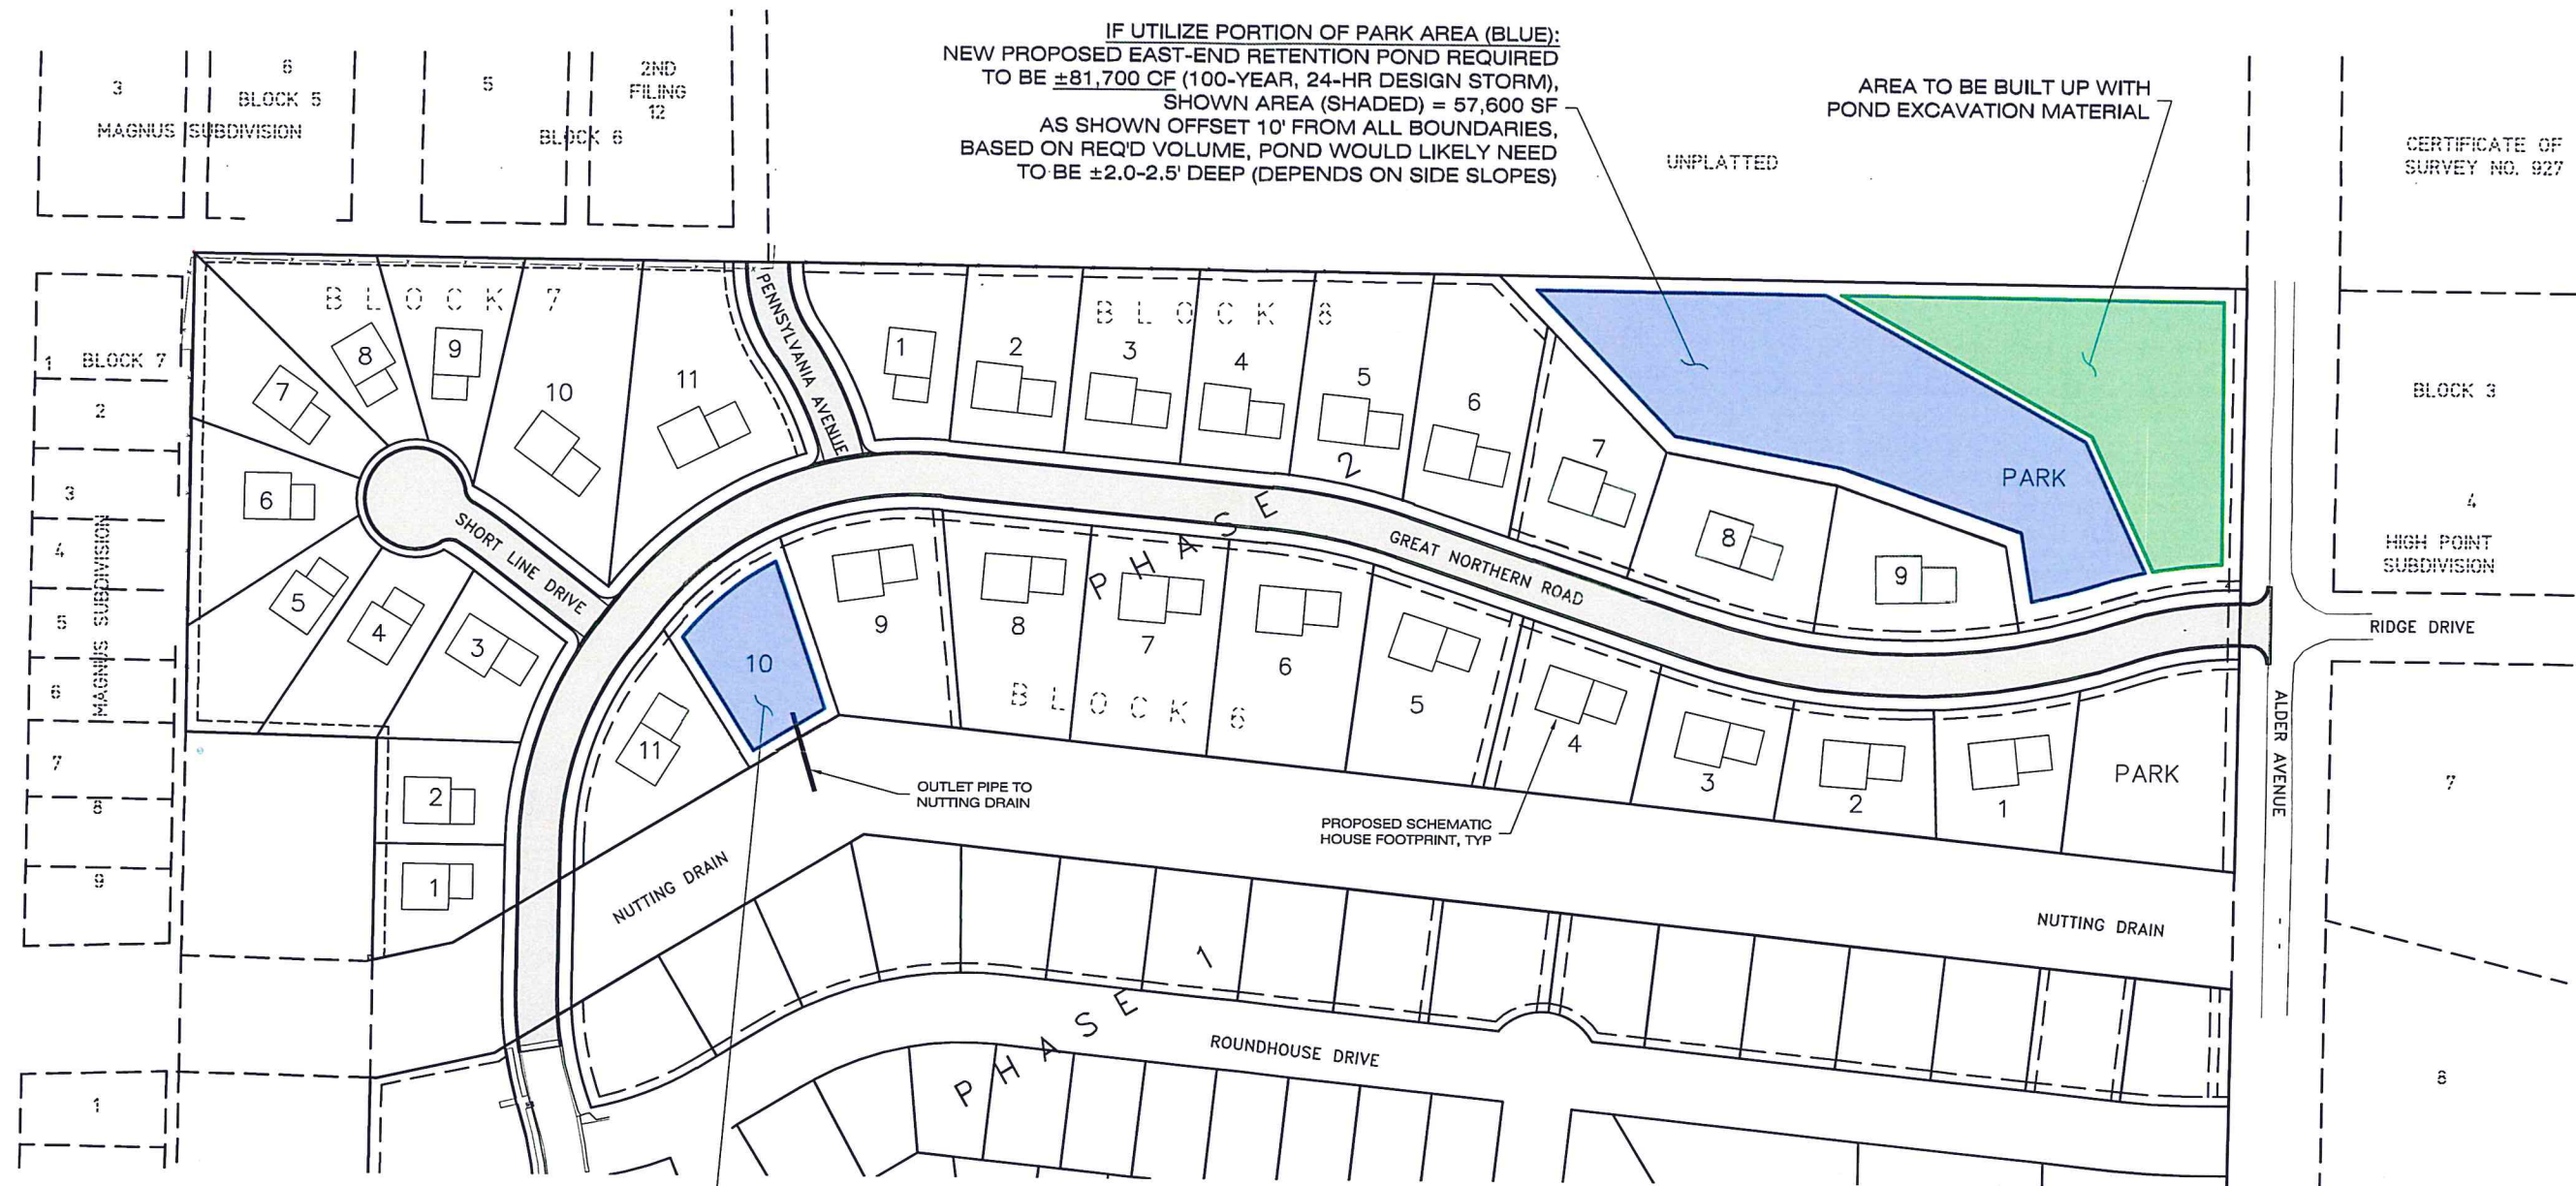 IF UTILIZE PORTION OF PARK AREA (BLUE):
NEW PROPOSED EAST-END RETENTION POND REQUIRED
TO BE ±81,700 CF (100-YEAR, 24-HR DESIGN STORM),
SHOWN AREA (SHADED) = 57,600 SF
AS SHOWN OFFSET 10' FROM ALL BOUNDARIES,
BASED ON REQ'D VOLUME, POND WOULD LIKELY NEED
TO BE ±2.0-2.5' DEEP (DEPENDS ON SIDE SLOPES)
AREA TO BE BUILT UP WITH
POND EXCAVATION MATERIAL
UNPLATTED
CERTIFICATE OF
SURVEY NO. 927
3
6
BLOCK 5
MAGNUS SUBDIVISION
5
2ND
FILING
12
BLOCK 6
1 BLOCK 7
2
3
4
5
6
7
8
9
MAGNUS SUBDIVISION
1
BLOCK 7
8
9
7
10
11
6
5
4
3
2
1
SHORT LINE DRIVE
PENNSYLVANIA AVENUE
BLOCK 8
1
2
3
4
5
6
7
8
9
PARK
PHASE 2
GREAT NORTHERN ROAD
RIDGE DRIVE
ALDER AVENUE
BLOCK 3
4
HIGH POINT
SUBDIVISION
7
8
11
10
9
8
7
6
5
4
3
2
1
BLOCK 6
PARK
OUTLET PIPE TO
NUTTING DRAIN
PROPOSED SCHEMATIC
HOUSE FOOTPRINT, TYP
NUTTING DRAIN
NUTTING DRAIN
PHASE 1
ROUNDHOUSE DRIVE